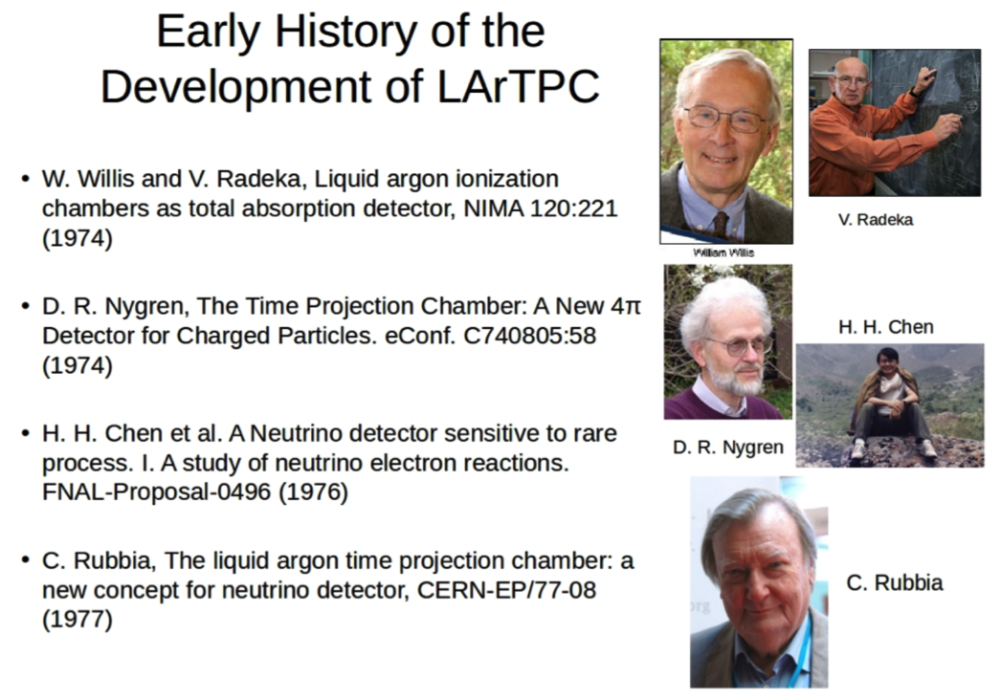 Early History of the
Development of LArTPC
• W. Willis and V. Radeka, Liquid argon ionization
chambers as total absorption detector, NIMA 120:221
(1974)
• D. R. Nygren, The Time Projection Chamber: A New 4π
Detector for Charged Particles. eConf. C740805:58
(1974)
• H. H. Chen et al. A Neutrino detector sensitive to rare
process. I. A study of neutrino electron reactions.
FNAL-Proposal-0496 (1976)
• C. Rubbia, The liquid argon time projection chamber: a
new concept for neutrino detector, CERN-EP/77-08
(1977)
William Willis
V. Radeka
D. R. Nygren
H. H. Chen
C. Rubbia
org